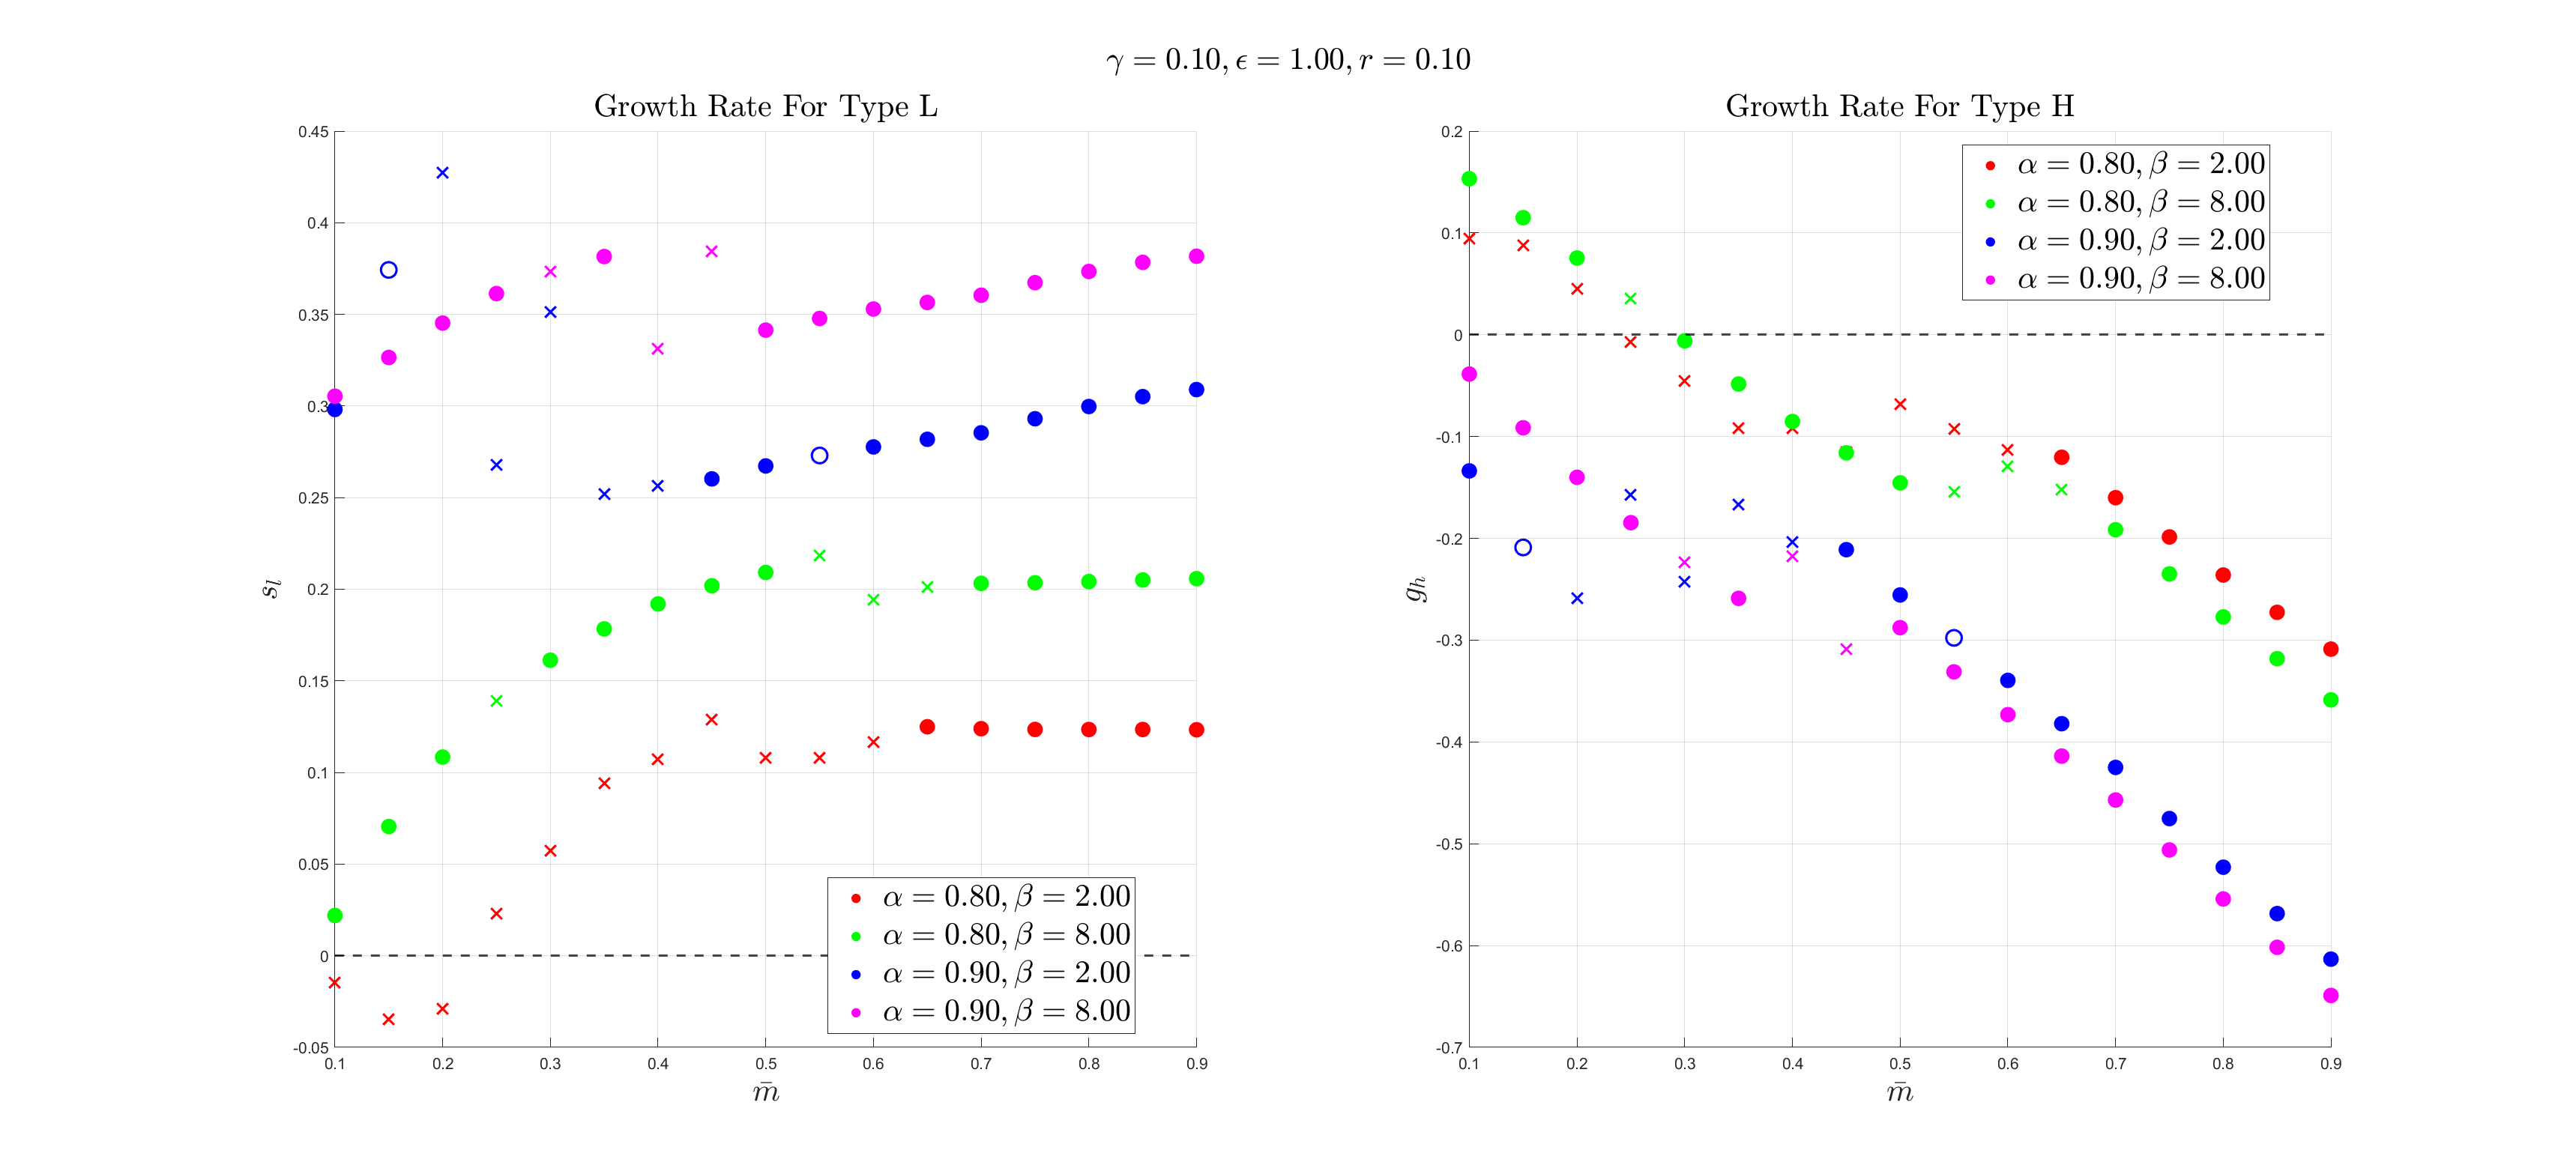 γ = 0.10, ϵ = 1.00, r = 0.10
Growth Rate For Type L
0.45
0.4
0.35
0.3
0.25
0.2
0.15
0.1
0.05
0
-0.05
s_l
0.1 0.2 0.3 0.4 0.5 0.6 0.7 0.8 0.9
m̄
α = 0.80, β = 2.00
α = 0.80, β = 8.00
α = 0.90, β = 2.00
α = 0.90, β = 8.00
Growth Rate For Type H
0.2
0.1
0
-0.1
-0.2
-0.3
-0.4
-0.5
-0.6
-0.7
g_h
0.1 0.2 0.3 0.4 0.5 0.6 0.7 0.8 0.9
m̄
α = 0.80, β = 2.00
α = 0.80, β = 8.00
α = 0.90, β = 2.00
α = 0.90, β = 8.00